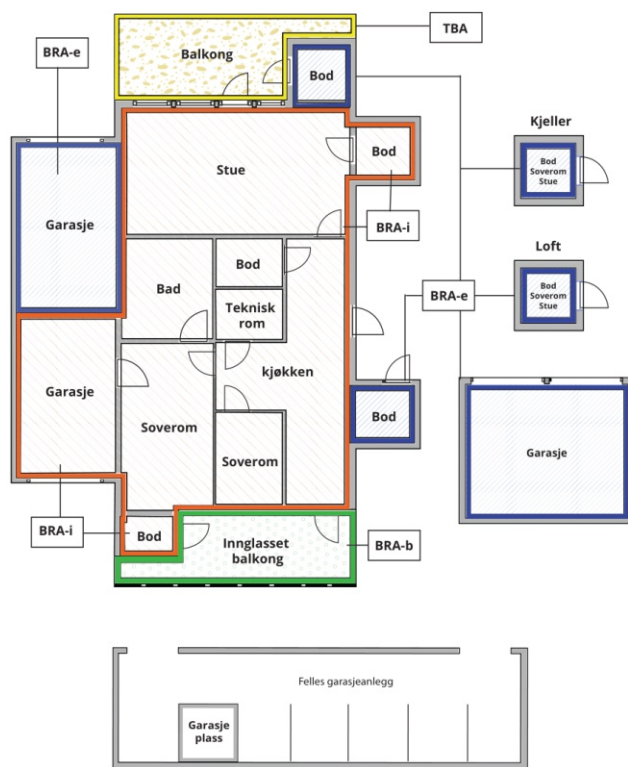 TBA
BRA-e
Balkong
Bod
Kjeller
Bod
Soverom
Stue
Stue
Bod
Garasje
BRA-i
Loft
Bod
Bad
Teknisk
rom
BRA-e
Bod
Soverom
Stue
Garasje
kjøkken
Soverom
Bod
Garasje
Soverom
BRA-i
Bod
Innglasset
balkong
BRA-b
Felles garasjeanlegg
Garasje
plass